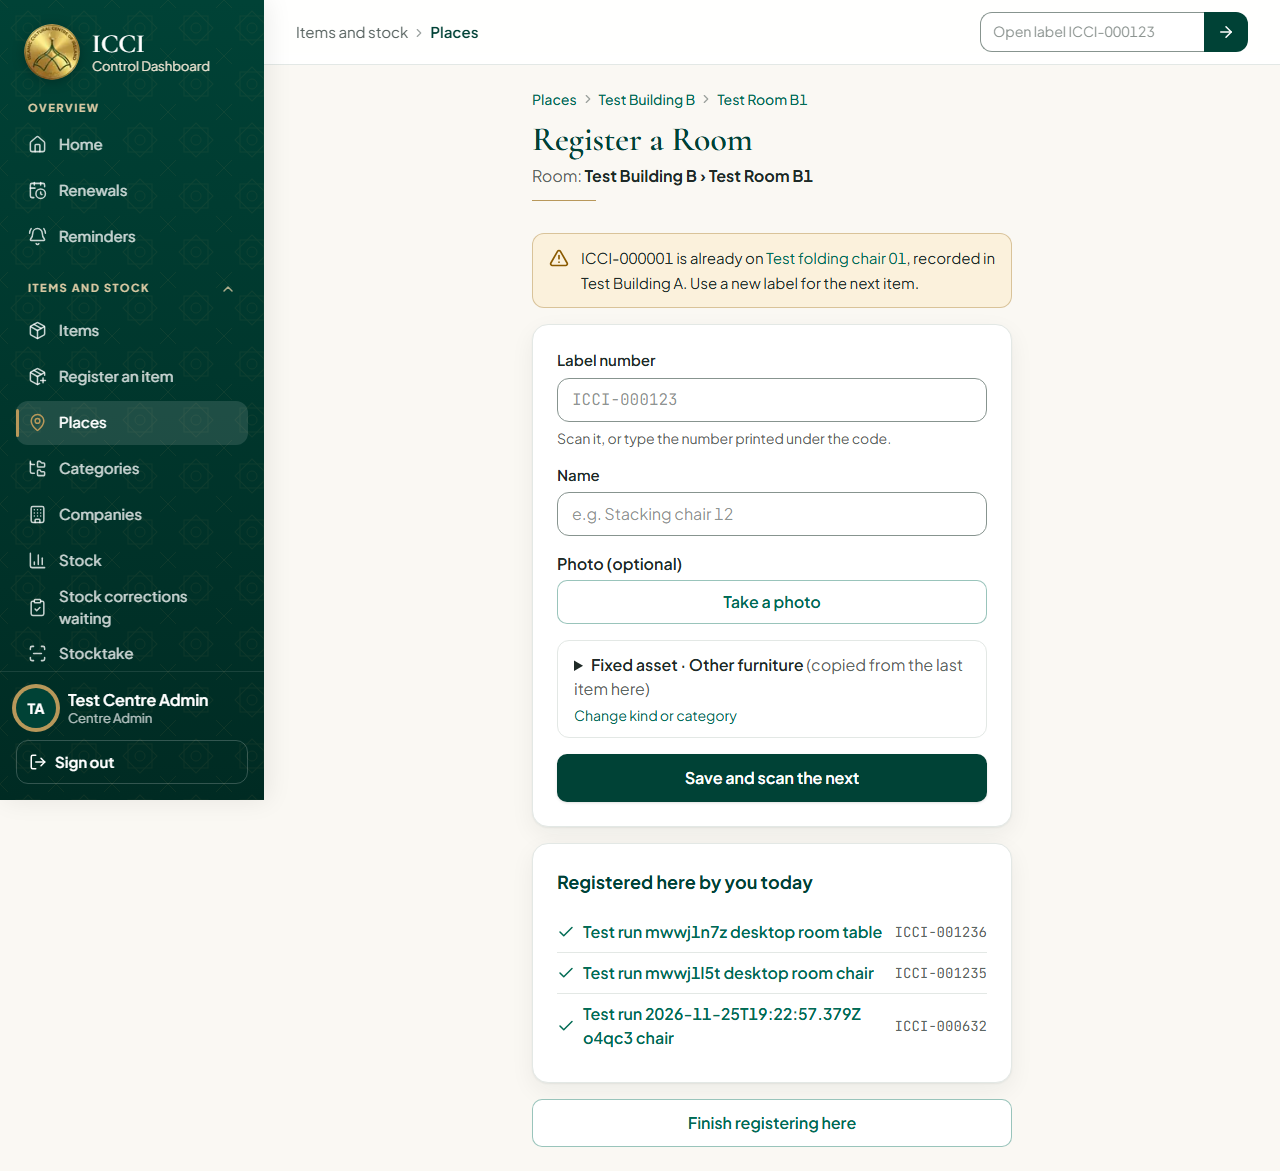 ICCI
Control Dashboard
OVERVIEW
Home
Renewals
Reminders
ITEMS AND STOCK
Items
Register an item
Places
Categories
Companies
Stock
Stock corrections
waiting
Stocktake
TA
Test Centre Admin
Centre Admin
Sign out
Items and stock › Places
Open label ICCI-000123
Places › Test Building B › Test Room B1
Register a Room
Room: Test Building B › Test Room B1
ICCI-000001 is already on Test folding chair 01, recorded in
Test Building A. Use a new label for the next item.
Label number
ICCI-000123
Scan it, or type the number printed under the code.
Name
e.g. Stacking chair 12
Photo (optional)
Take a photo
Fixed asset · Other furniture (copied from the last
item here)
Change kind or category
Save and scan the next
Registered here by you today
Test run mwwj1n7z desktop room table ICCI-001236
Test run mwwj1l5t desktop room chair ICCI-001235
Test run 2026-11-25T19:22:57.379Z
o4qc3 chair ICCI-000632
Finish registering here